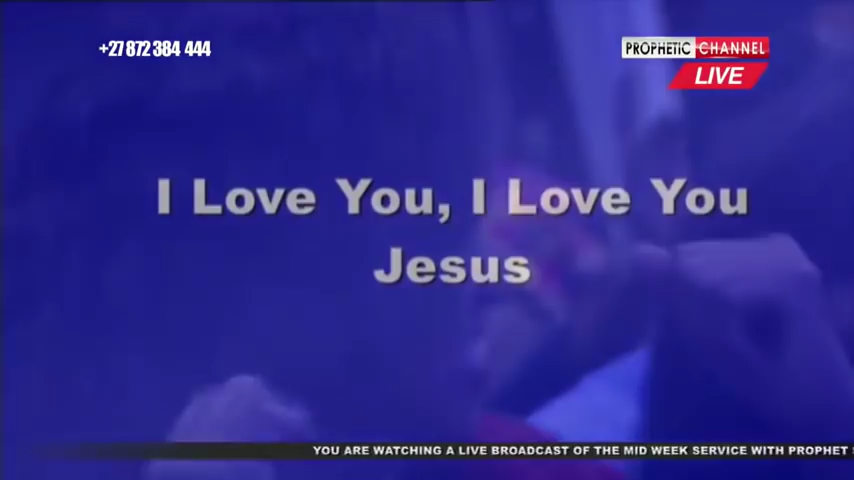 +27 872 384 444
PROPHETIC CHANNEL
LIVE
I Love You, I Love You
Jesus
YOU ARE WATCHING A LIVE BROADCAST OF THE MID WEEK SERVICE WITH PROPHET